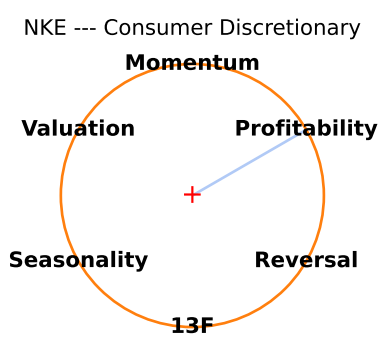 NKE --- Consumer Discretionary
Momentum
Valuation
Profitability
Seasonality
Reversal
13F